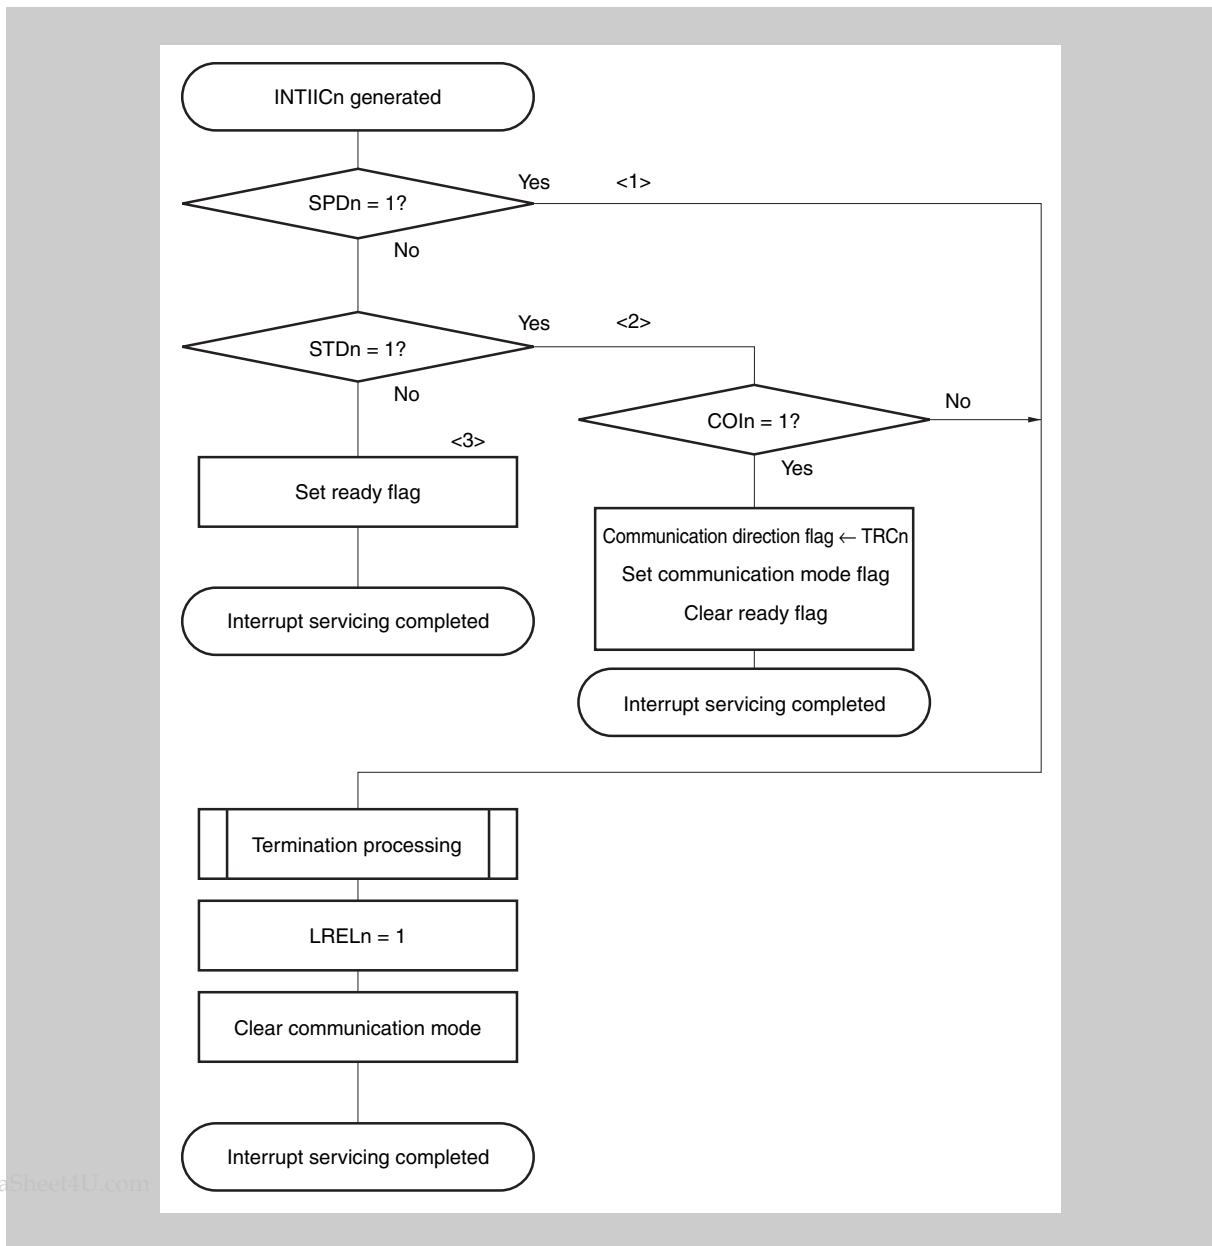 INTIICn generated
SPDn = 1?
Yes
<1>
No
STDn = 1?
Yes
<2>
No
COIn = 1?
No
Yes
<3>
Set ready flag
Communication direction flag ← TRCn
Set communication mode flag
Clear ready flag
Interrupt servicing completed
Interrupt servicing completed
Termination processing
LRELn = 1
Clear communication mode
Interrupt servicing completed
aSheet4U.com